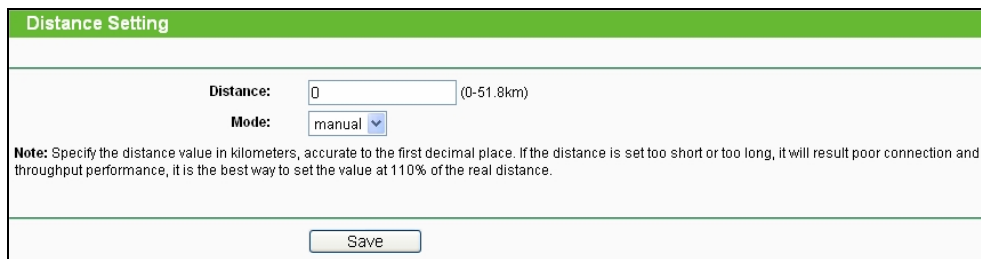 Distance Setting
Distance: 0 (0-51.8km)
Mode: manual
Note: Specify the distance value in kilometers, accurate to the first decimal place. If the distance is set too short or too long, it will result poor connection and
throughput performance, it is the best way to set the value at 110% of the real distance.
Save